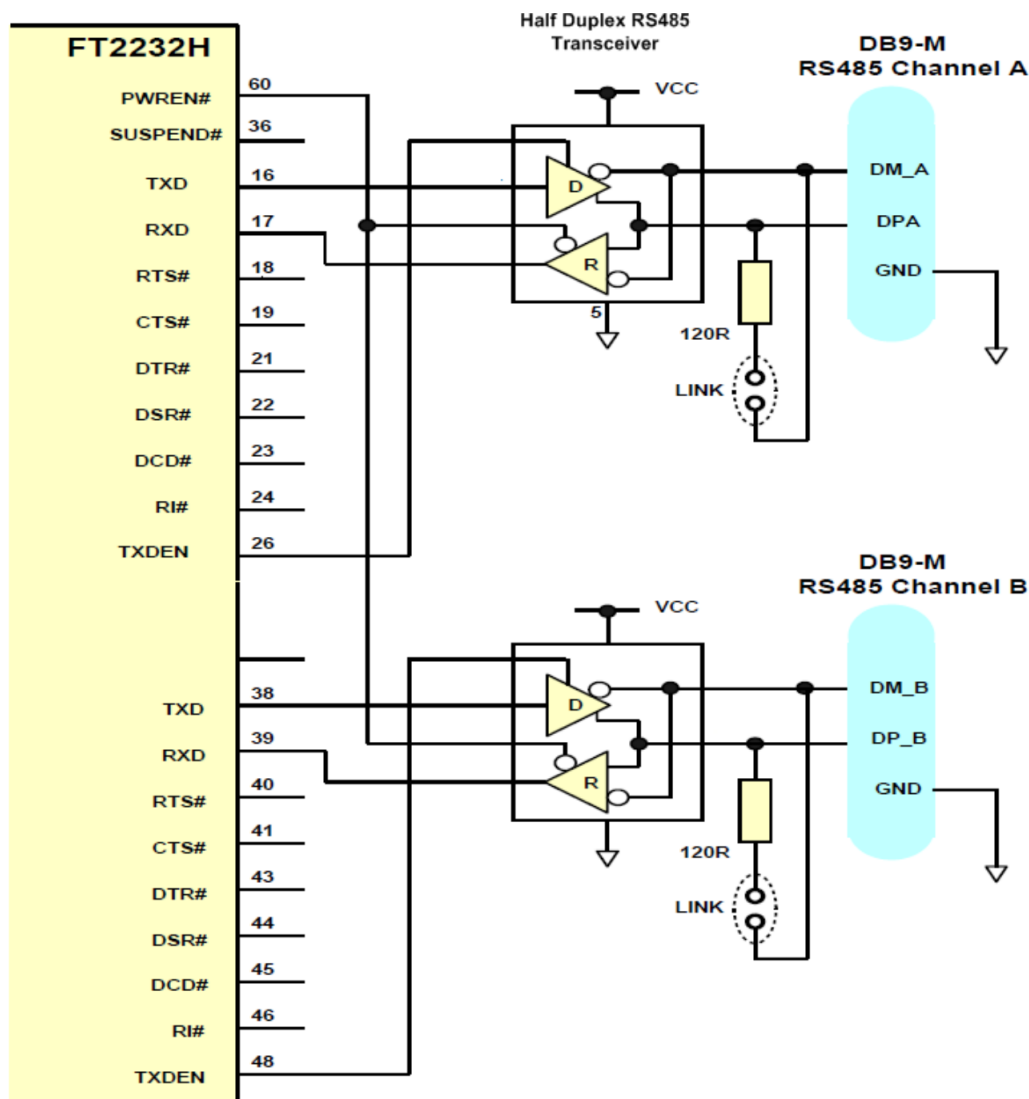 Half Duplex RS485
Transceiver
FT2232H
DB9-M
RS485 Channel A
PWREN# 60
VCC
SUSPEND# 36
TXD 16
D
DM_A
RXD 17
DPA
R
RTS# 18
GND
CTS# 19
5
120R
DTR# 21
LINK
DSR# 22
DCD# 23
RI# 24
TXDEN 26
DB9-M
RS485 Channel B
VCC
DM_B
TXD 38
D
DP_B
RXD 39
R
GND
RTS# 40
CTS# 41
120R
DTR# 43
LINK
DSR# 44
DCD# 45
RI# 46
TXDEN 48